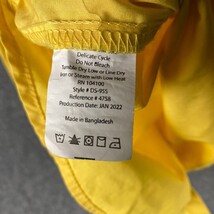 Delicate Cycle
Do Not Bleach
Tumble Dry Low or Line Dry
Iron or Steam with Low Heat
RN 104100
Style # DS-955
Reference # 4758
Production Date: JAN 2022
Made in Bangladesh